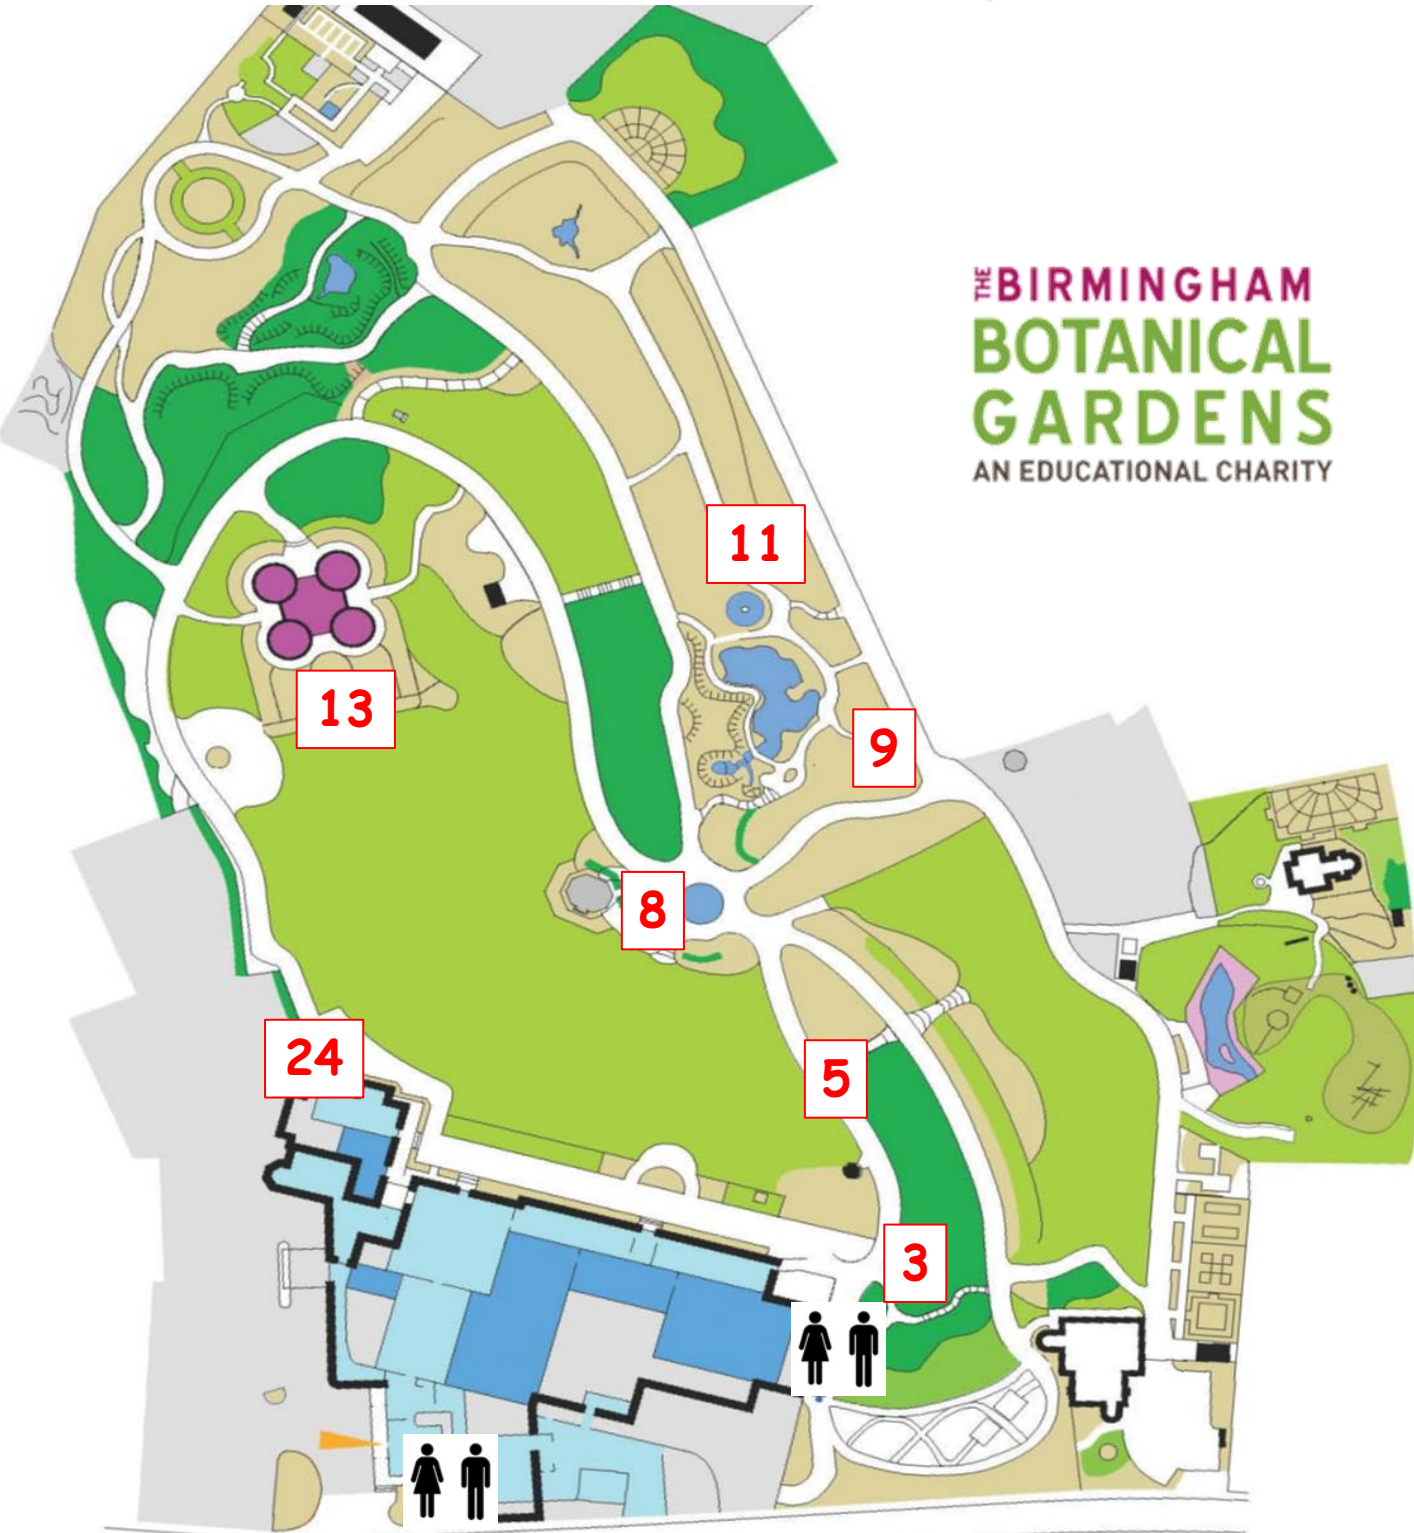 THE BIRMINGHAM
BOTANICAL
GARDENS
AN EDUCATIONAL CHARITY
11
13
9
8
24
5
3